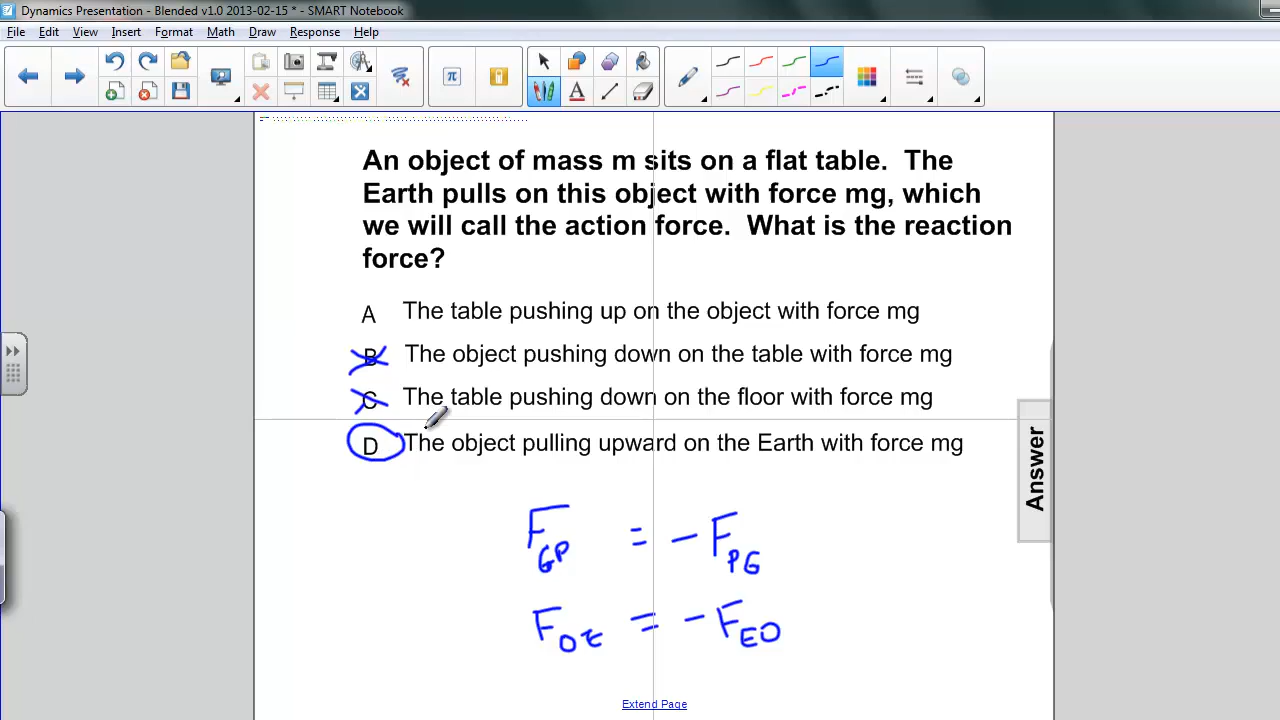 Dynamics Presentation - Blended v1.0 2013-02-15 * - SMART Notebook
File Edit View Insert Format Math Draw Response Help
π
A
An object of mass m sits on a flat table. The
Earth pulls on this object with force mg, which
we will call the action force. What is the reaction
force?
A The table pushing up on the object with force mg
B The object pushing down on the table with force mg
C The table pushing down on the floor with force mg
D The object pulling upward on the Earth with force mg
Answer
F GP = - F PG
F OE = - F EO
Extend Page